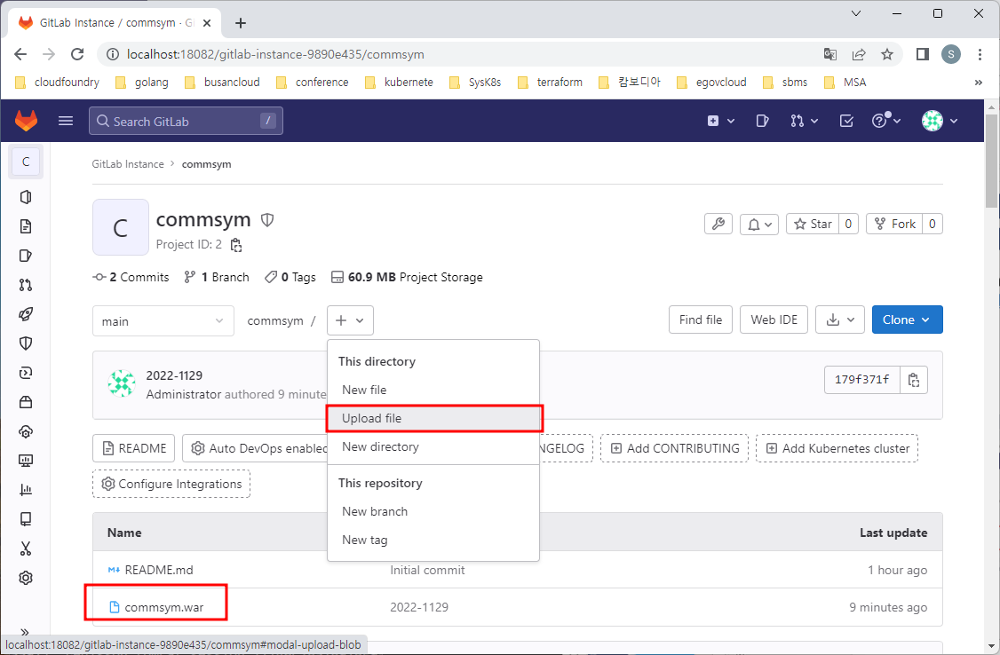 GitLab Instance / commsym · Gi
localhost:18082/gitlab-instance-9890e435/commsym
S
cloudfoundry golang busancloud conference kubernete SysK8s terraform 캄보디아 egovcloud sbms MSA »
Search GitLab /
C
GitLab Instance > commsym
C
commsym
Project ID: 2
Star 0 Fork 0
2 Commits 1 Branch 0 Tags 60.9 MB Project Storage
main commsym / + Find file Web IDE Clone
This directory
New file
Upload file
New directory
This repository
New branch
New tag
2022-1129
Administrator authored 9 minute
179f371f
README Auto DevOps enabled NGELOG Add CONTRIBUTING Add Kubernetes cluster
Configure Integrations
Name Last update
README.md Initial commit 1 hour ago
commsym.war 2022-1129 9 minutes ago
localhost:18082/gitlab-instance-9890e435/commsym#modal-upload-blob